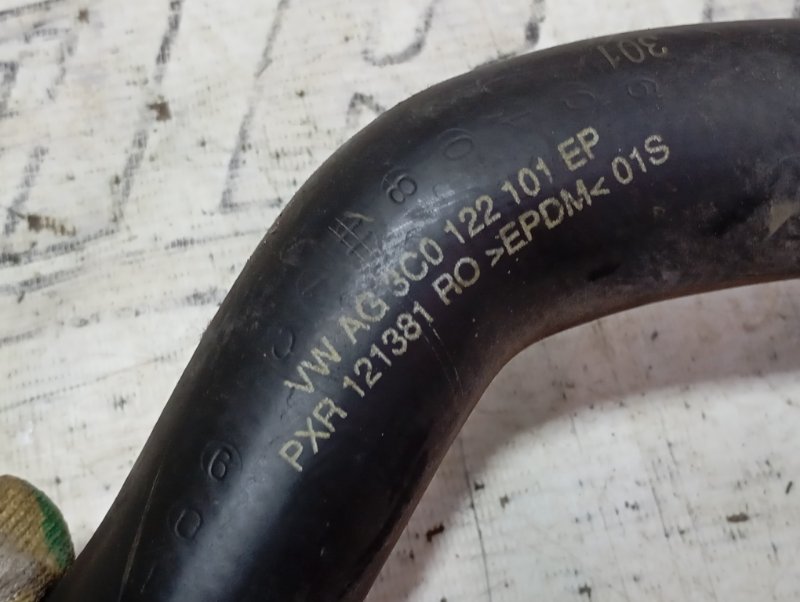 301
VW AG 3C0 122 101 EP
PXR 121381 RO >EPDM< 01S